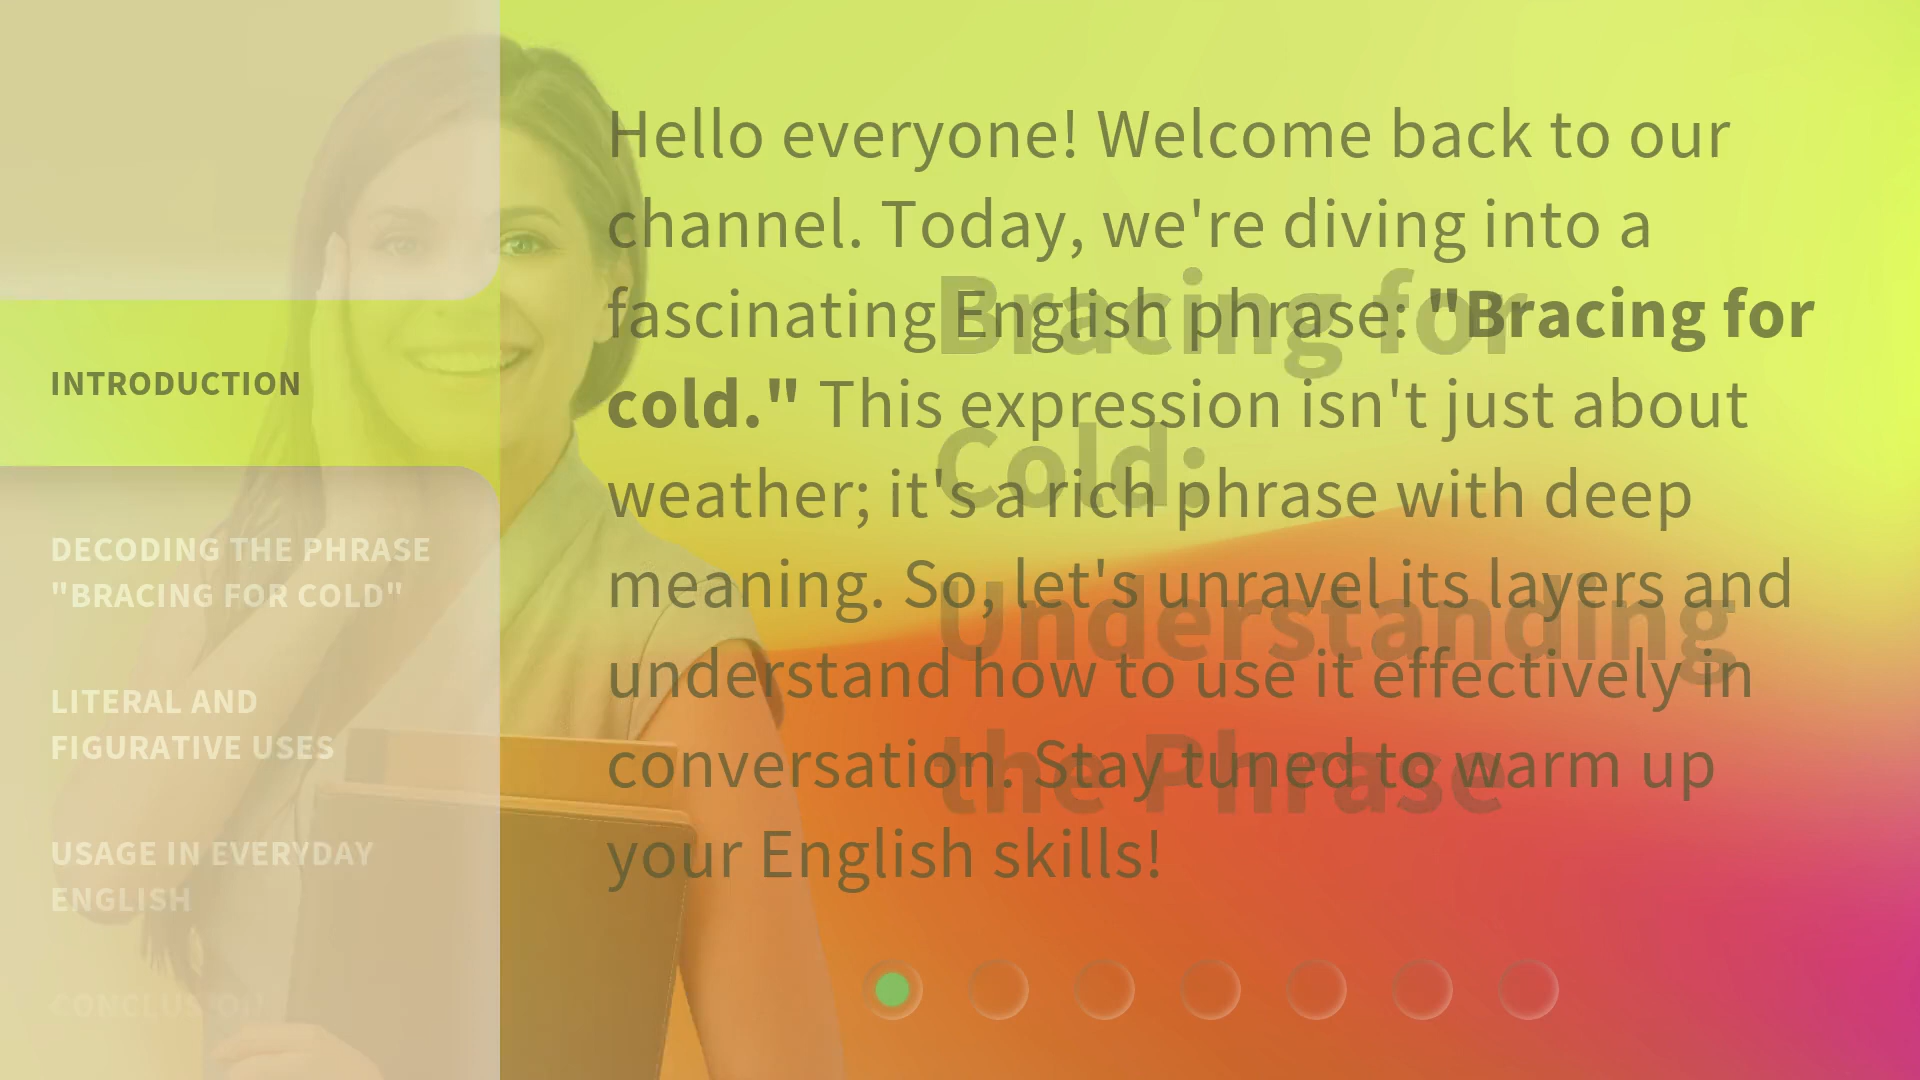 INTRODUCTION
DECODING THE PHRASE
"BRACING FOR COLD"
LITERAL AND
FIGURATIVE USES
USAGE IN EVERYDAY
ENGLISH
CONCLUSION
Hello everyone! Welcome back to our
channel. Today, we're diving into a
fascinating English phrase: "Bracing for
cold." This expression isn't just about
weather; it's a rich phrase with deep
meaning. So, let's unravel its layers and
understand how to use it effectively in
conversation. Stay tuned to warm up
your English skills!
Bracing for
Cold:
Understanding
the Phrase